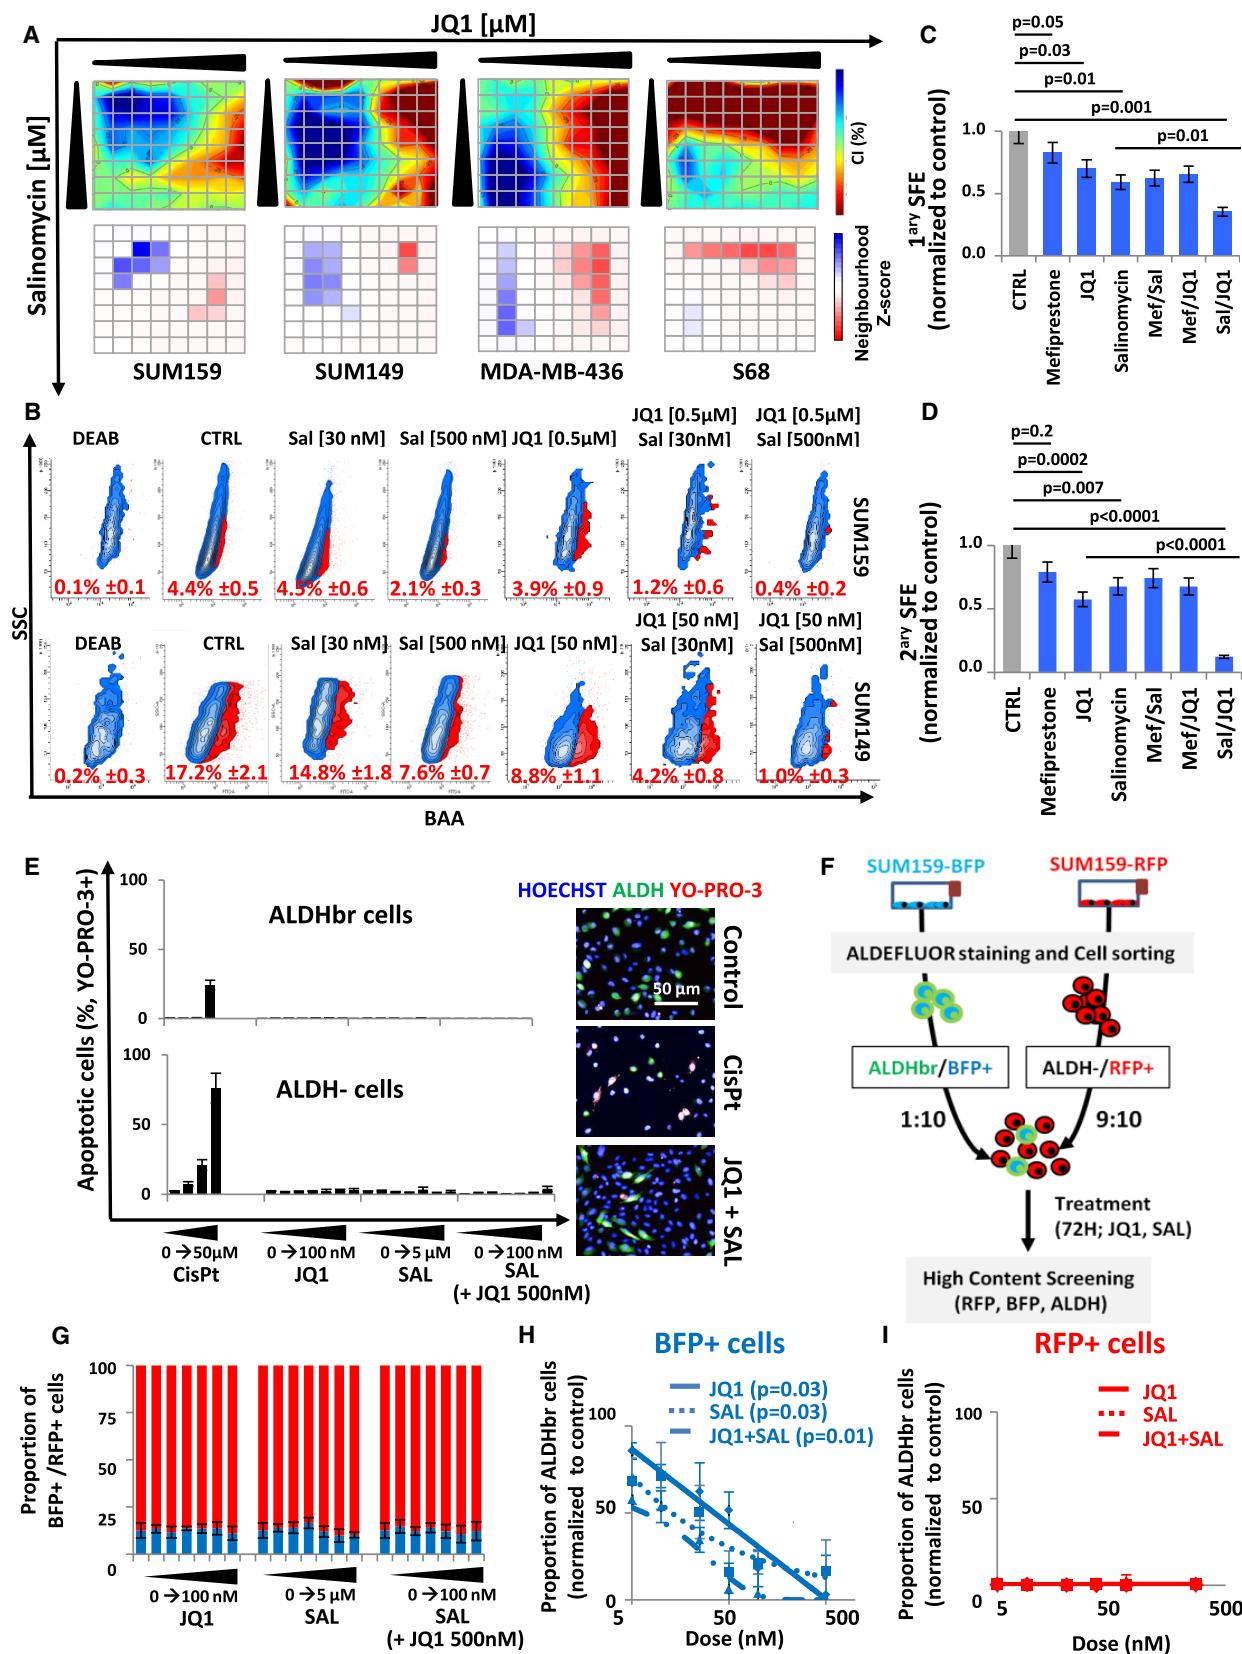 A
JQ1 [µM]
Salinomycin [µM]
CI (%)
Neighbourhood
Z-score
SUM159
SUM149
MDA-MB-436
S68
B
DEAB
CTRL
Sal [30 nM]
Sal [500 nM]
JQ1 [0.5µM]
JQ1 [0.5µM]
Sal [30nM]
JQ1 [0.5µM]
Sal [500nM]
0.1% ±0.1
4.4% ±0.5
4.5% ±0.6
2.1% ±0.3
3.9% ±0.9
1.2% ±0.6
0.4% ±0.2
SUM159
DEAB
CTRL
Sal [30 nM]
Sal [500 nM]
JQ1 [50 nM]
JQ1 [50 nM]
Sal [30nM]
JQ1 [50 nM]
Sal [500nM]
0.2% ±0.3
17.2% ±2.1
14.8% ±1.8
7.6% ±0.7
8.8% ±1.1
4.2% ±0.8
1.0% ±0.3
SUM149
SSC
BAA
C
p=0.05
p=0.03
p=0.01
p=0.001
p=0.01
1ary SFE
(normalized to control)
1.0
0.5
0.0
CTRL
Mefiprestone
JQ1
Salinomycin
Mef/Sal
Mef/JQ1
Sal/JQ1
D
p=0.2
p=0.0002
p=0.007
p<0.0001
p<0.0001
2ary SFE
(normalized to control)
1.0
0.5
0.0
CTRL
Mefiprestone
JQ1
Salinomycin
Mef/Sal
Mef/JQ1
Sal/JQ1
E
Apoptotic cells (%, YO-PRO-3+)
100
50
0
ALDHbr cells
100
50
0
ALDH- cells
0 →50µM
CisPt
0 →100 nM
JQ1
0 →5 µM
SAL
0 →100 nM
SAL
(+ JQ1 500nM)
HOECHST ALDH YO-PRO-3
50 µm
Control
CisPt
JQ1 + SAL
F
SUM159-BFP
SUM159-RFP
ALDEFLUOR staining and Cell sorting
ALDHbr/BFP+
ALDH-/RFP+
1:10
9:10
Treatment
(72H; JQ1, SAL)
High Content Screening
(RFP, BFP, ALDH)
G
Proportion of
BFP+ /RFP+ cells
100
75
50
25
0
0 →100 nM
JQ1
0 →5 µM
SAL
0 →100 nM
SAL
(+ JQ1 500nM)
H
BFP+ cells
JQ1 (p=0.03)
SAL (p=0.03)
JQ1+SAL (p=0.01)
Proportion of ALDHbr cells
(normalized to control)
100
50
0
5
50
500
Dose (nM)
I
RFP+ cells
JQ1
SAL
JQ1+SAL
Proportion of ALDHbr cells
(normalized to control)
100
50
0
5
50
500
Dose (nM)